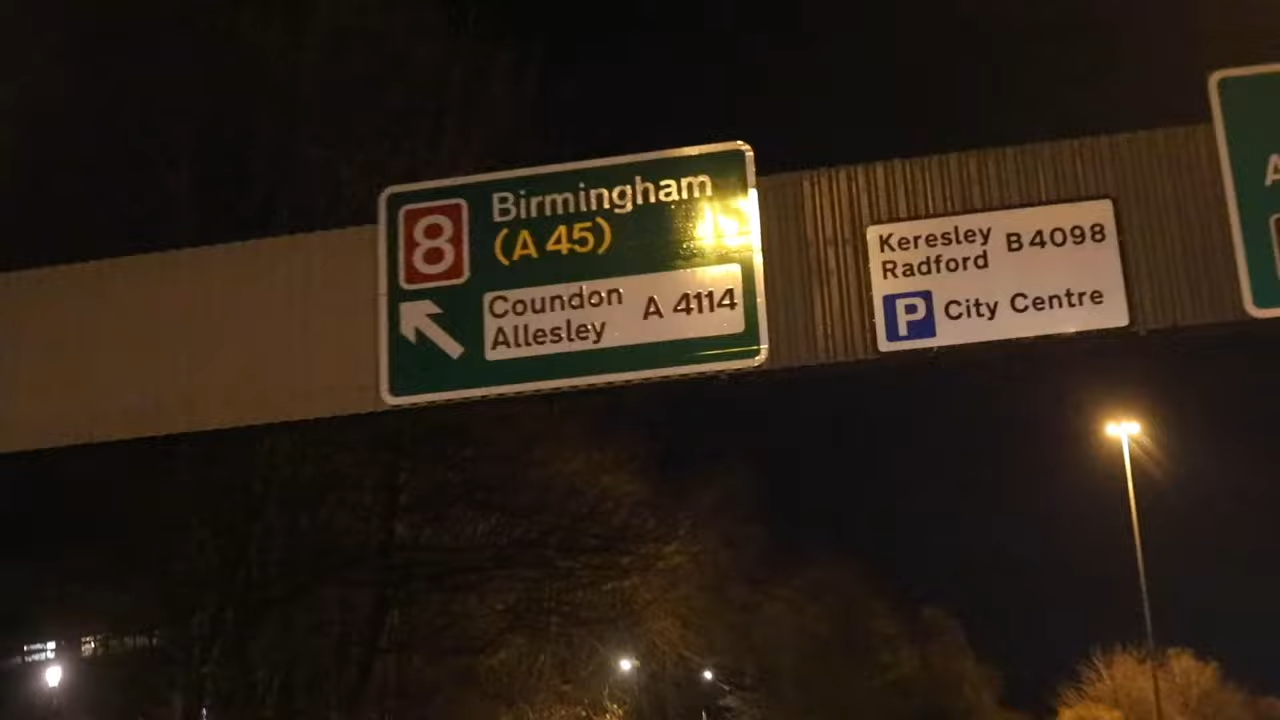 8
Birmingham
(A 45)
Coundon
Allesley
A 4114
Keresley
Radford
B 4098
P City Centre
A